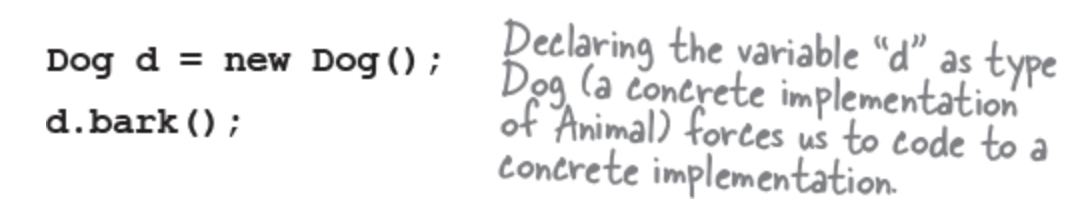 Dog d = new Dog();
d.bark();
Declaring the variable “d” as type
Dog (a concrete implementation
of Animal) forces us to code to a
concrete implementation.